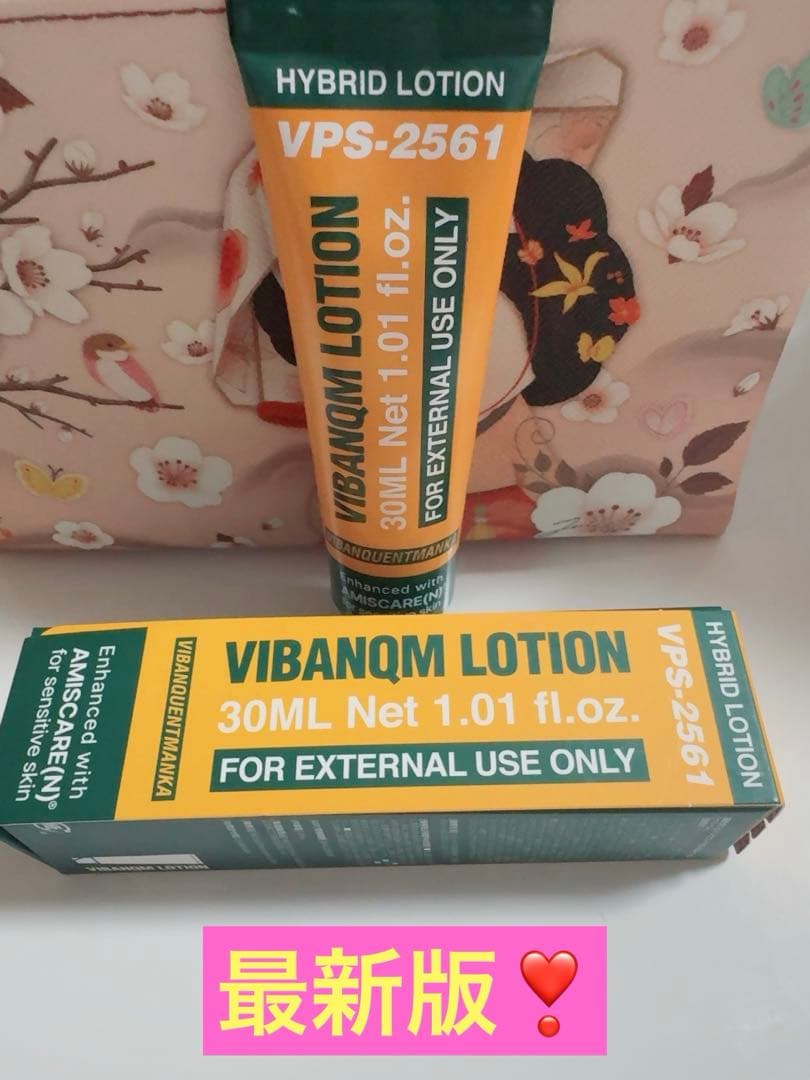 HYBRID LOTION
VPS-2561
VIBANQM LOTION
30ML Net 1.01 fl.oz.
FOR EXTERNAL USE ONLY
VIBANQUENTMANKA
Enhanced with
AMISCARE(N)
Enhanced with
AMISCARE(N)®
for sensitive skin
VIBANQUENTMANKA
VIBANQM LOTION
30ML Net 1.01 fl.oz.
FOR EXTERNAL USE ONLY
VPS-2561
HYBRID LOTION
VIBANQM LOTION
最新版❣️